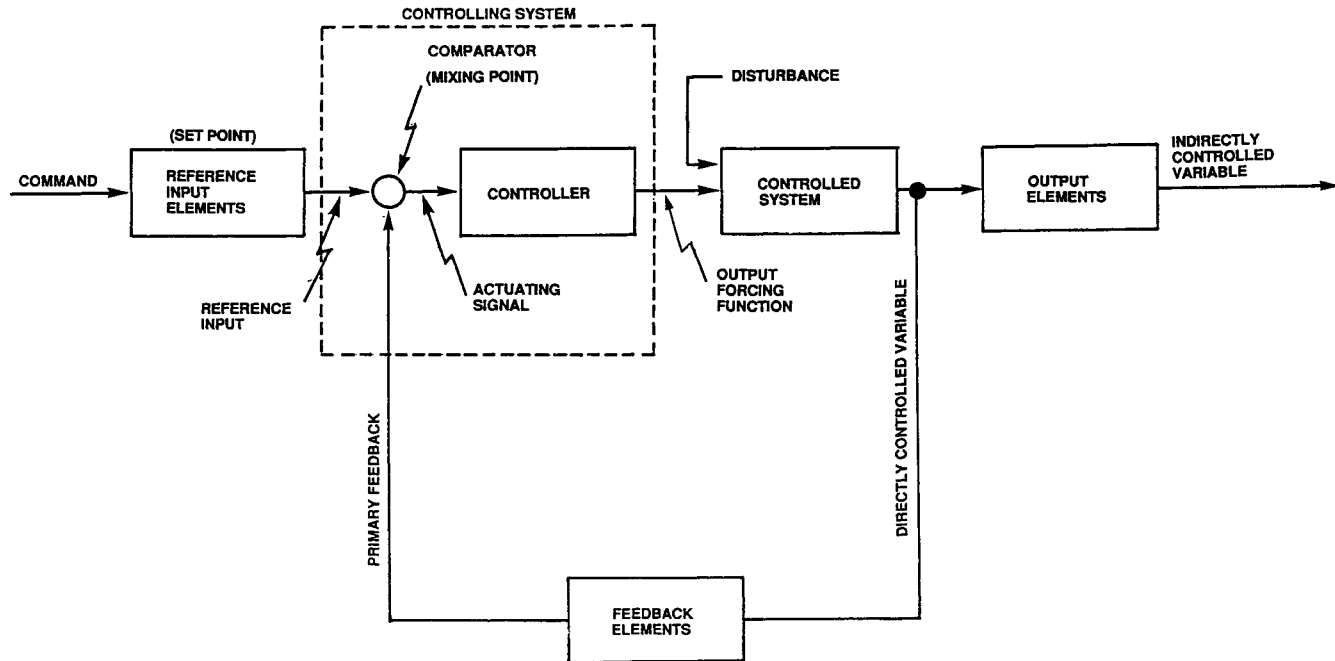 CONTROLLING SYSTEM
COMPARATOR
(MIXING POINT)
DISTURBANCE
(SET POINT)
COMMAND
REFERENCE
INPUT
ELEMENTS
CONTROLLER
CONTROLLED
SYSTEM
OUTPUT
ELEMENTS
INDIRECTLY
CONTROLLED
VARIABLE
REFERENCE
INPUT
ACTUATING
SIGNAL
OUTPUT
FORCING
FUNCTION
PRIMARY FEEDBACK
DIRECTLY CONTROLLED VARIABLE
FEEDBACK
ELEMENTS